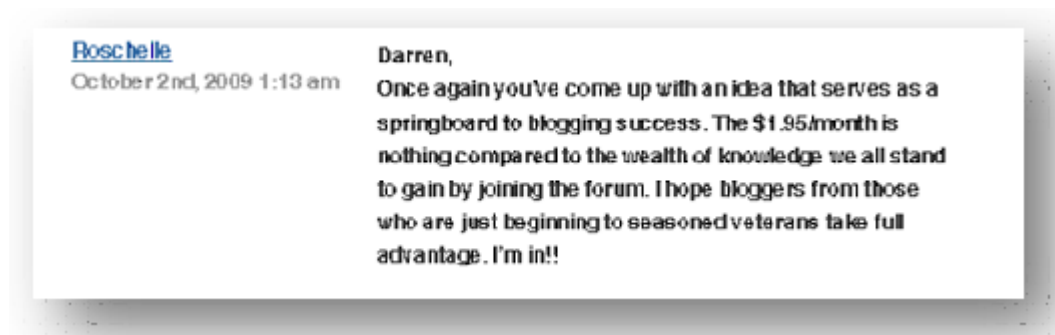 Roschelle
October 2nd, 2009 1:13 am
Darren,
Once again you've come up with an idea that serves as a
springboard to blogging success. The $1.95/month is
nothing compared to the wealth of knowledge we all stand
to gain by joining the forum. I hope bloggers from those
who are just beginning to seasoned veterans take full
advantage. I'm in!!